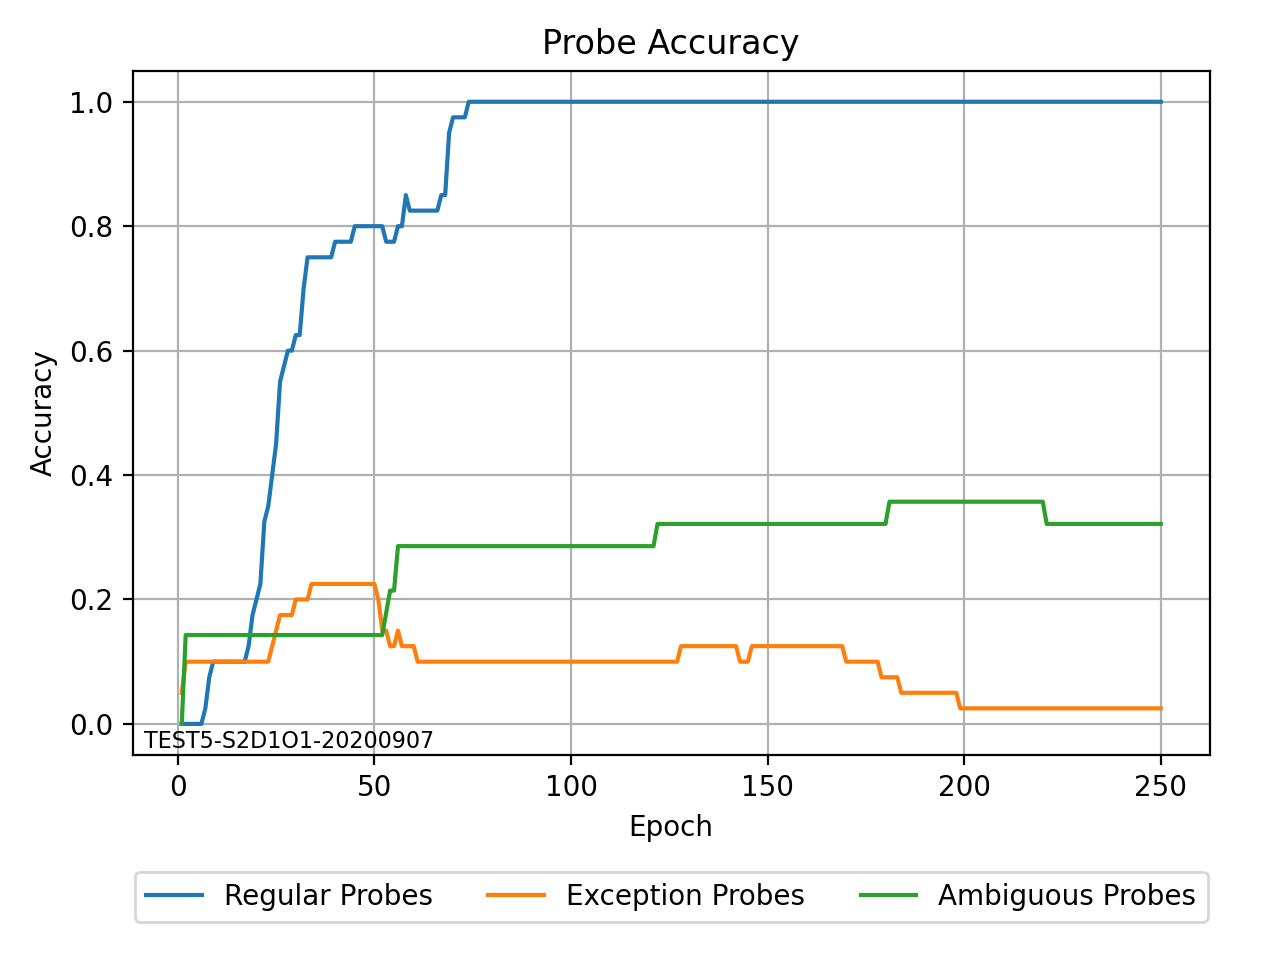 Probe Accuracy
Accuracy
1.0
0.8
0.6
0.4
0.2
0.0
TEST5-S2D1O1-20200907
0 50 100 150 200 250
Epoch
Regular Probes Exception Probes Ambiguous Probes